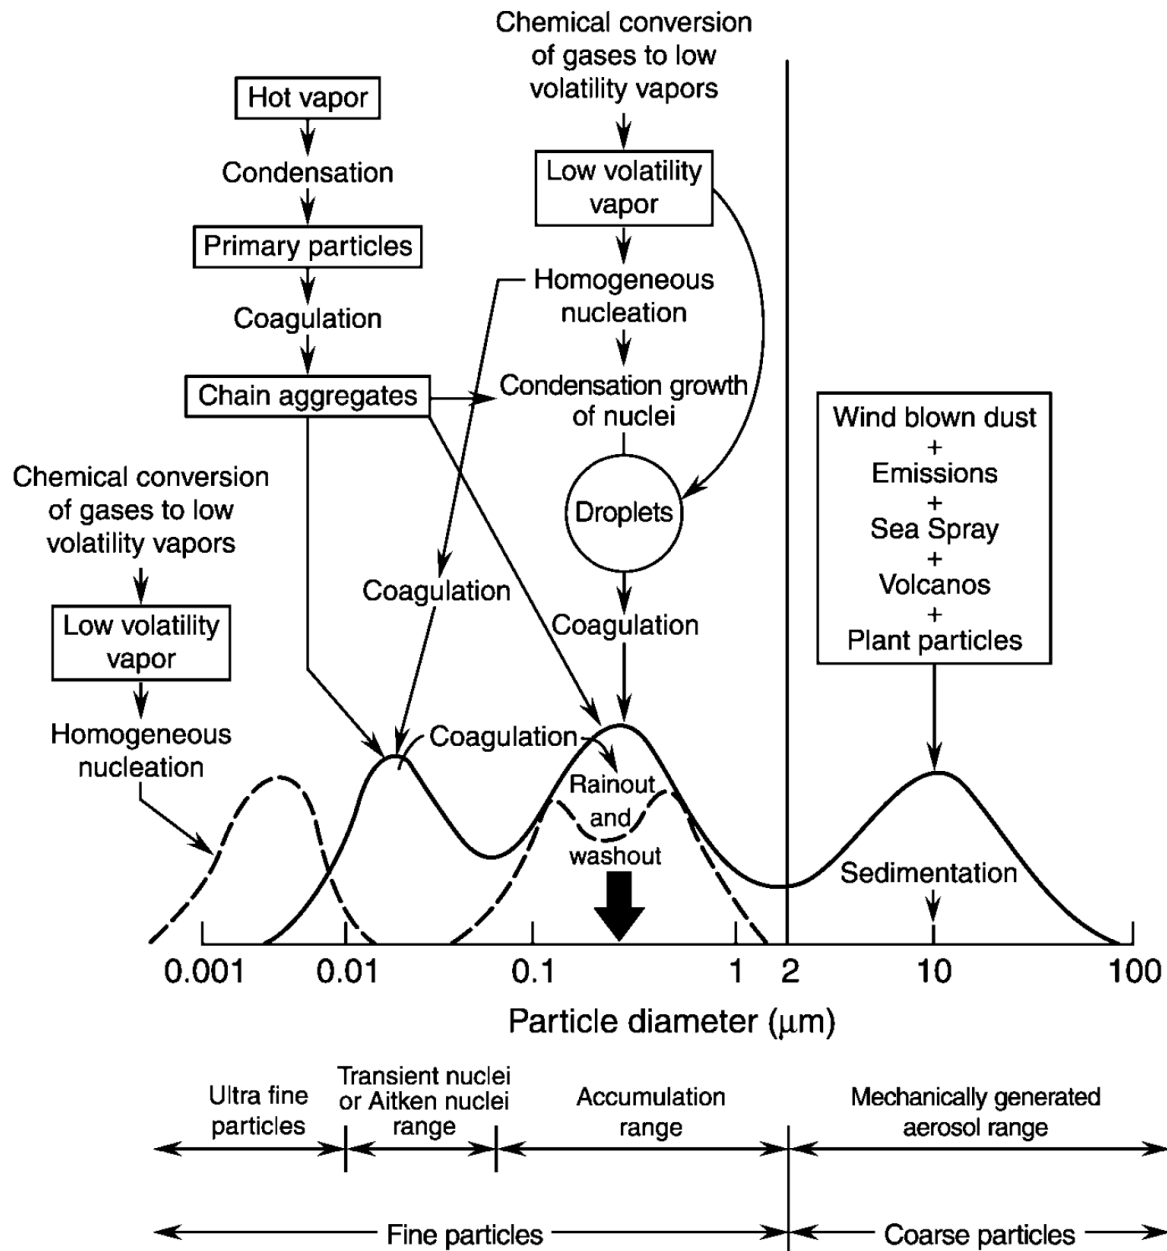 Chemical conversion
of gases to low
volatility vapors
Hot vapor
Condensation
Primary particles
Coagulation
Chain aggregates
Low volatility
vapor
Homogeneous
nucleation
Condensation growth
of nuclei
Droplets
Coagulation
Coagulation
Chemical conversion
of gases to low
volatility vapors
Low volatility
vapor
Homogeneous
nucleation
Wind blown dust
+
Emissions
+
Sea Spray
+
Volcanos
+
Plant particles
Coagulation
Rainout
and
washout
Sedimentation
0.001 0.01 0.1 1 2 10 100
Particle diameter (μm)
Ultra fine
particles
Transient nuclei
or Aitken nuclei
range
Accumulation
range
Mechanically generated
aerosol range
Fine particles
Coarse particles